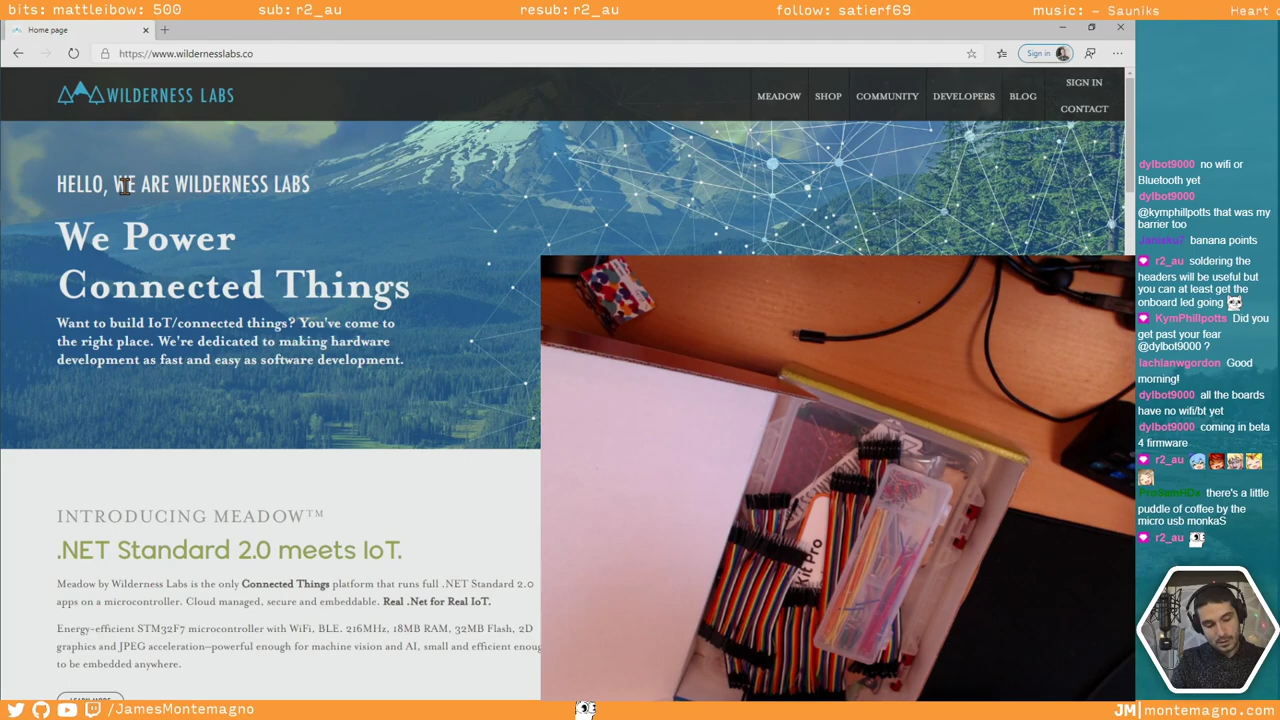 bits: mattleibow: 500
sub: r2_au
resub: r2_au
follow: satierf69
music: – Sauniks
Heart
Home page
https://www.wildernesslabs.co
Sign in
WILDERNESS LABS
MEADOW
SHOP
COMMUNITY
DEVELOPERS
BLOG
SIGN IN
CONTACT
HELLO, WE ARE WILDERNESS LABS
We Power
Connected Things
Want to build IoT/connected things? You've come to
the right place. We're dedicated to making hardware
development as fast and easy as software development.
INTRODUCING MEADOW™
.NET Standard 2.0 meets IoT.
Meadow by Wilderness Labs is the only Connected Things platform that runs full .NET Standard 2.0
apps on a microcontroller. Cloud managed, secure and embeddable. Real .Net for Real IoT.
Energy-efficient STM32F7 microcontroller with WiFi, BLE. 216MHz, 18MB RAM, 32MB Flash, 2D
graphics and JPEG acceleration—powerful enough for machine vision and AI, small and efficient enoug
to be embedded anywhere.
kit Pro
dylbot9000 no wifi or
Bluetooth yet
dylbot9000
@kymphillpotts that was my
barrier too
banana points
r2_au soldering the
headers will be useful but
you can at least get the
onboard led going
KymPhillpotts Did you
get past your fear
@dylbot9000 ?
lachlanwgordon Good
morning!
dylbot9000 all the boards
have no wifi/bt yet
dylbot9000 coming in beta
4 firmware
r2_au
there's a little
puddle of coffee by the
micro usb monkaS
r2_au
/JamesMontemagno
JM montemagno.com